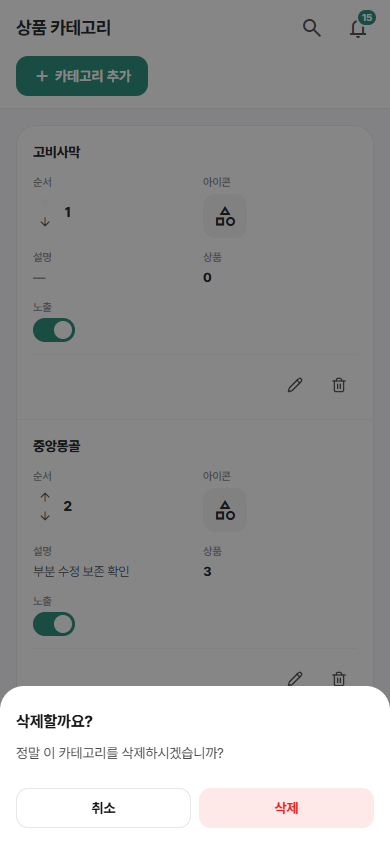 상품 카테고리
15
+ 카테고리 추가
고비사막
순서
아이콘
1
설명
상품
—
0
노출
중앙몽골
순서
아이콘
2
설명
상품
부분 수정 보존 확인
3
노출
삭제할까요?
정말 이 카테고리를 삭제하시겠습니까?
취소
삭제